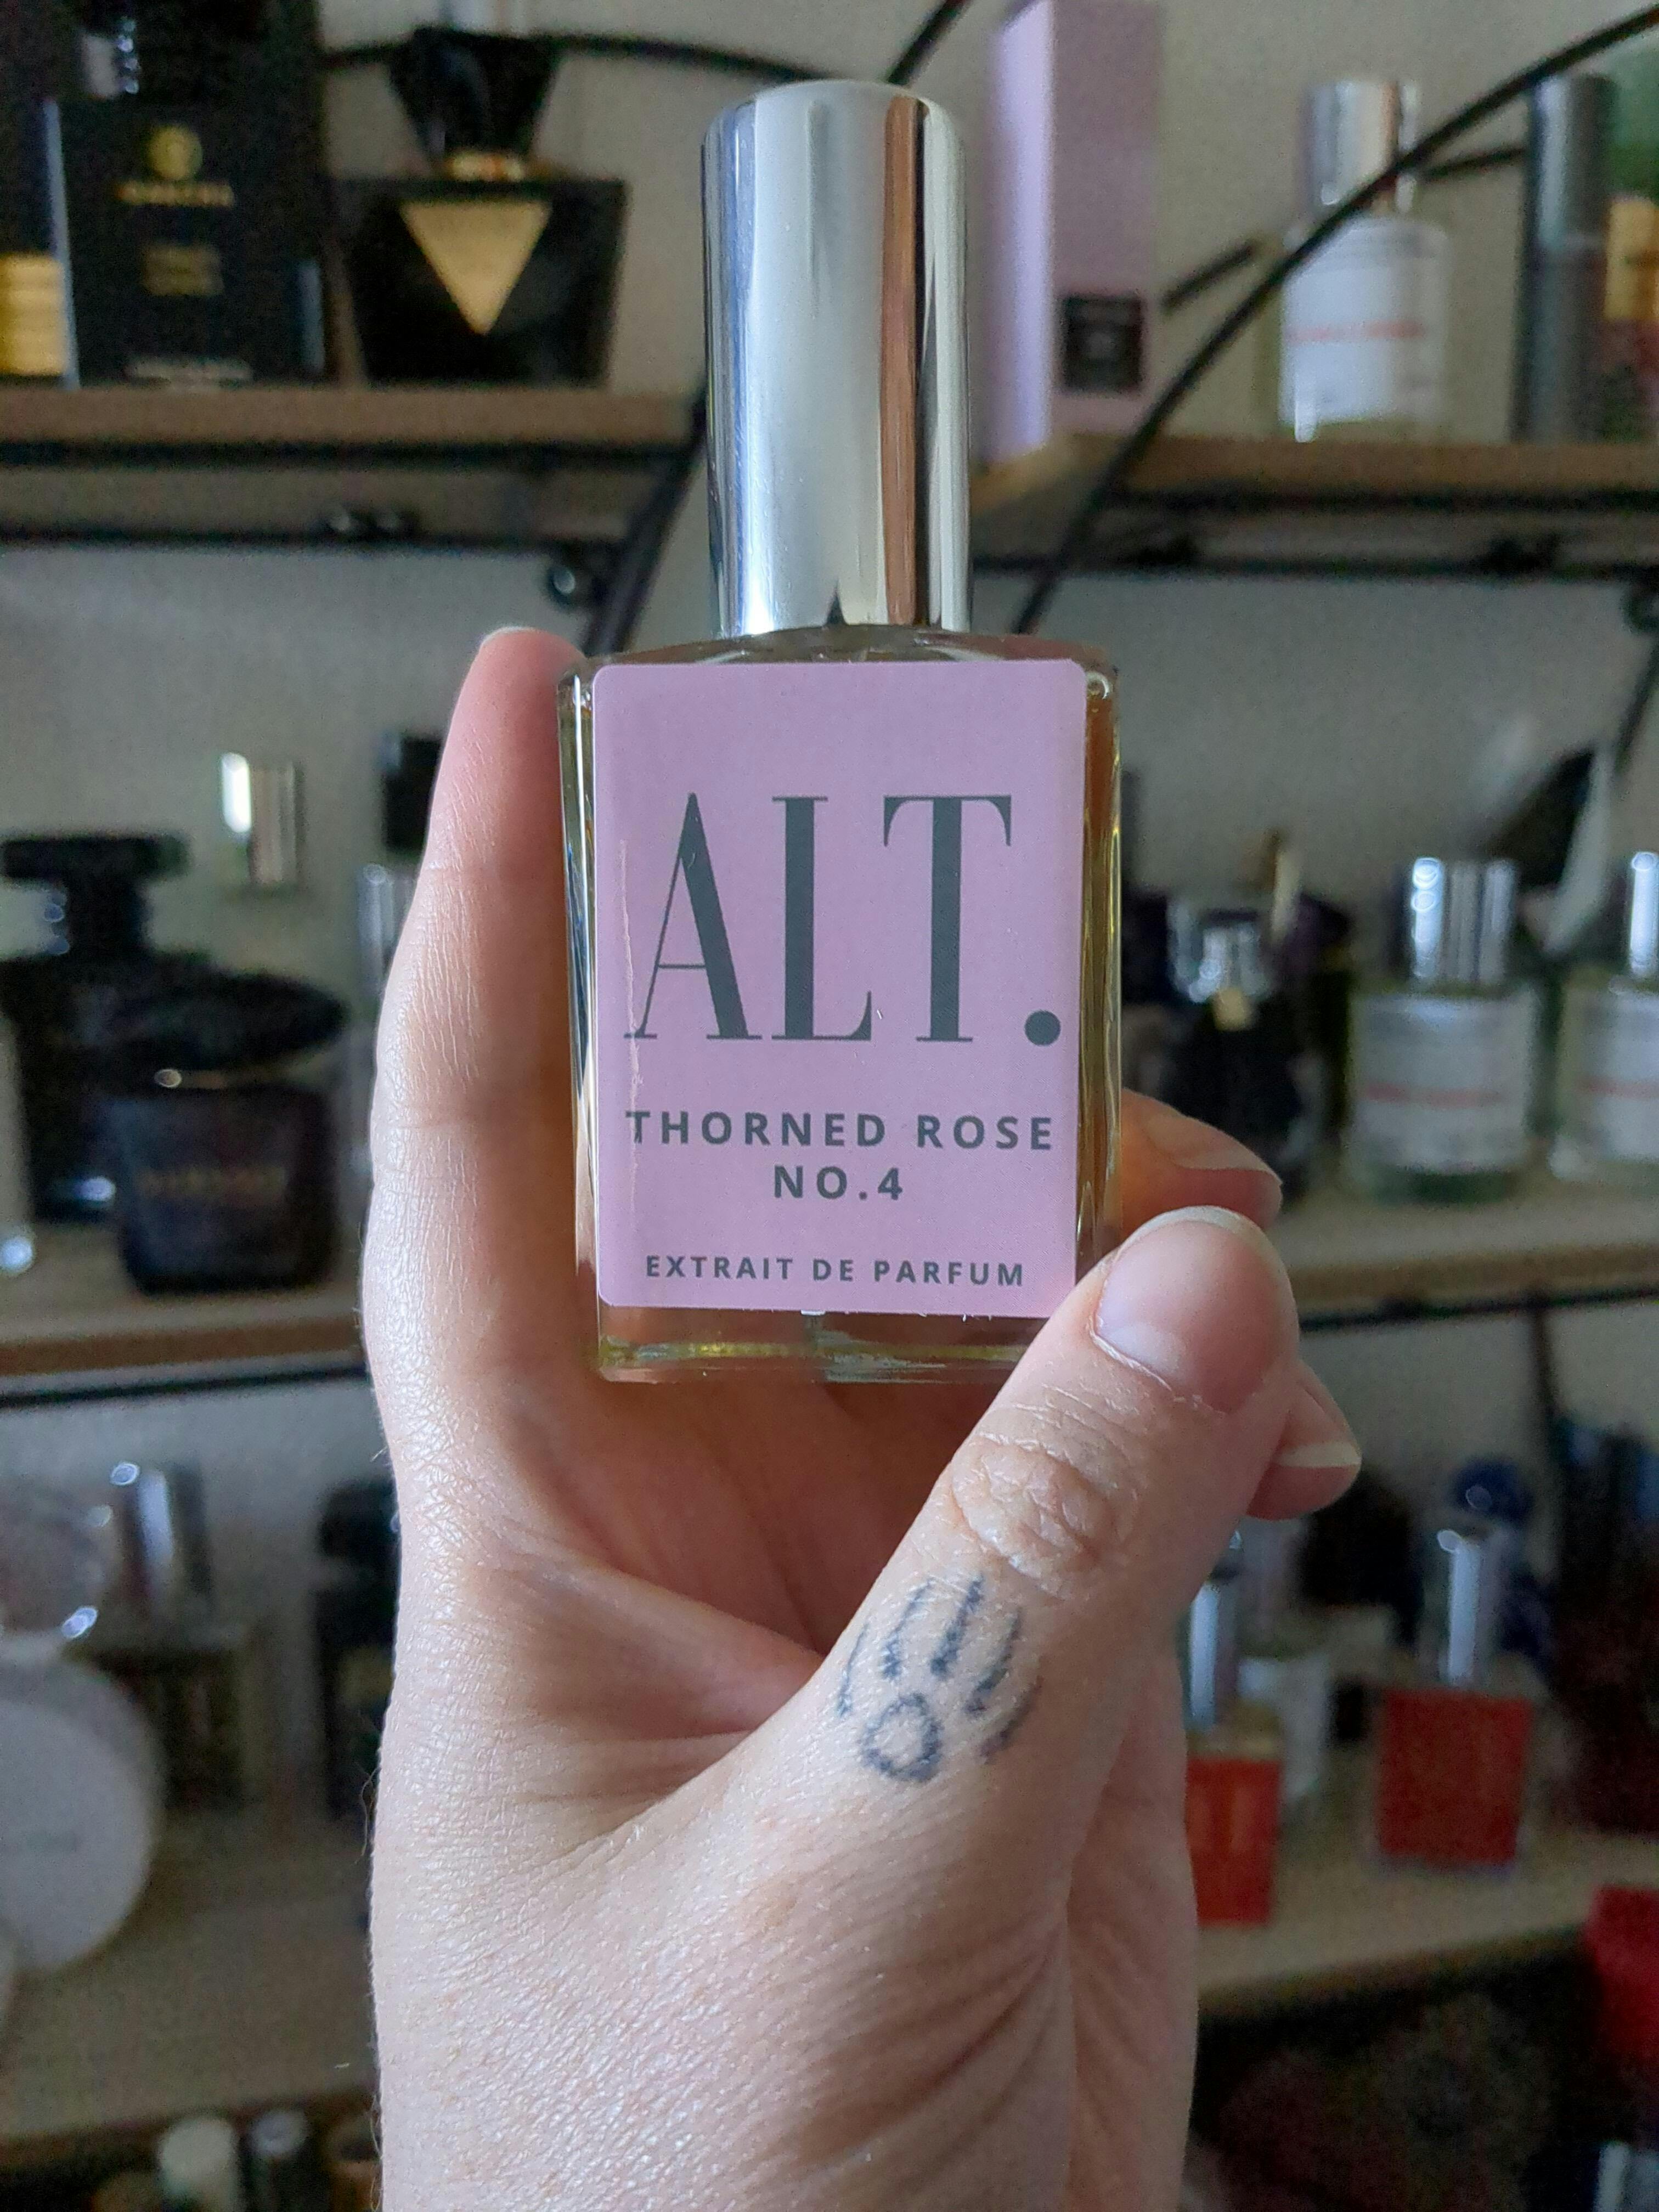 ALT.
THORNED ROSE
NO.4
EXTRAIT DE PARFUM